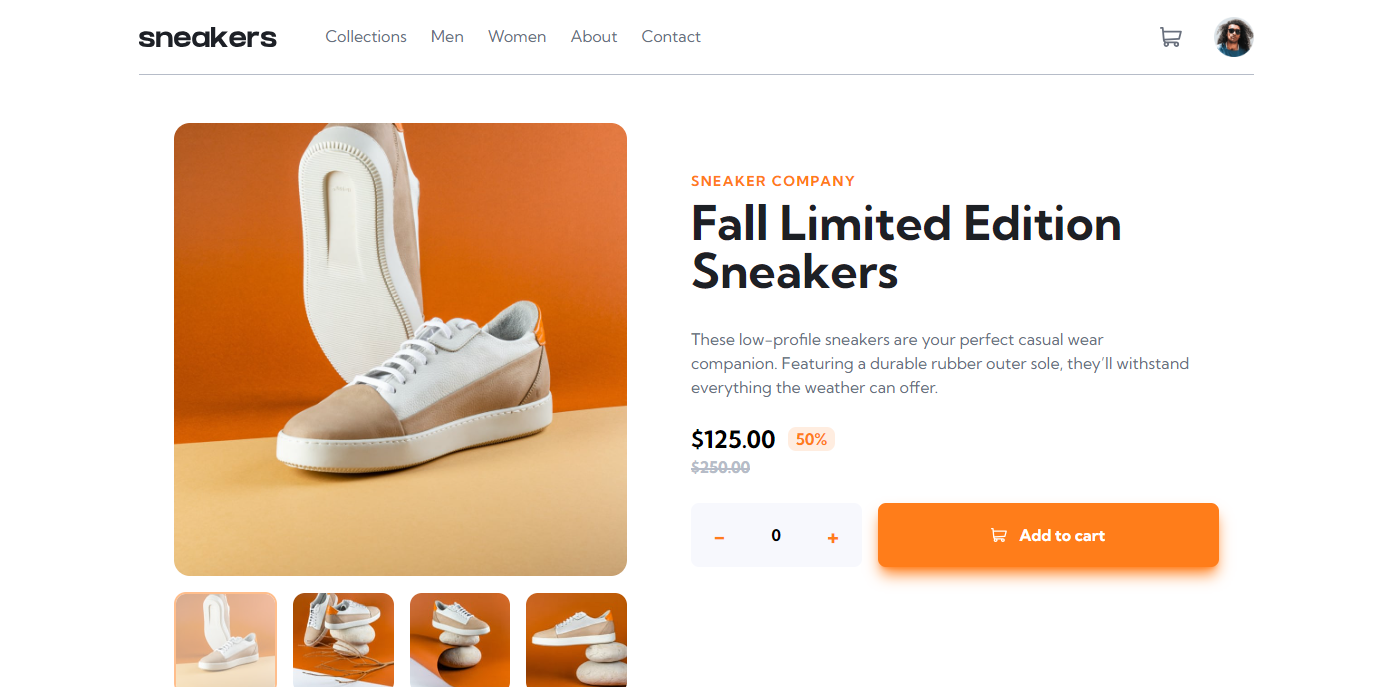 sneakers Collections Men Women About Contact
SNEAKER COMPANY
Fall Limited Edition
Sneakers
These low-profile sneakers are your perfect casual wear
companion. Featuring a durable rubber outer sole, they’ll withstand
everything the weather can offer.
$125.00 50%
$250.00
− 0 + Add to cart